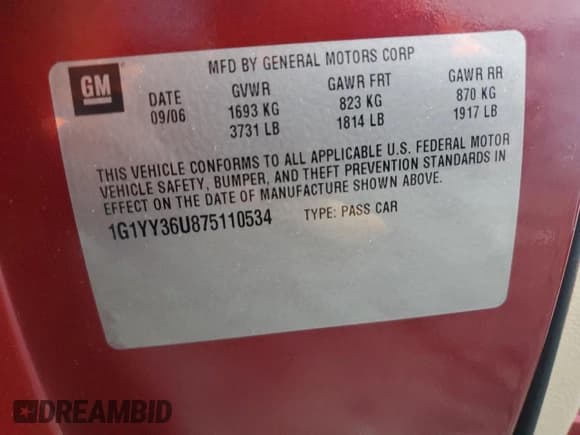 MFD BY GENERAL MOTORS CORP
GM
DATE GVWR GAWR FRT GAWR RR
09/06 1693 KG 823 KG 870 KG
3731 LB 1814 LB 1917 LB
THIS VEHICLE CONFORMS TO ALL APPLICABLE U.S. FEDERAL MOTOR
VEHICLE SAFETY, BUMPER, AND THEFT PREVENTION STANDARDS IN
EFFECT ON THE DATE OF MANUFACTURE SHOWN ABOVE.
1G1YY36U875110534 TYPE: PASS CAR
DREAMBID